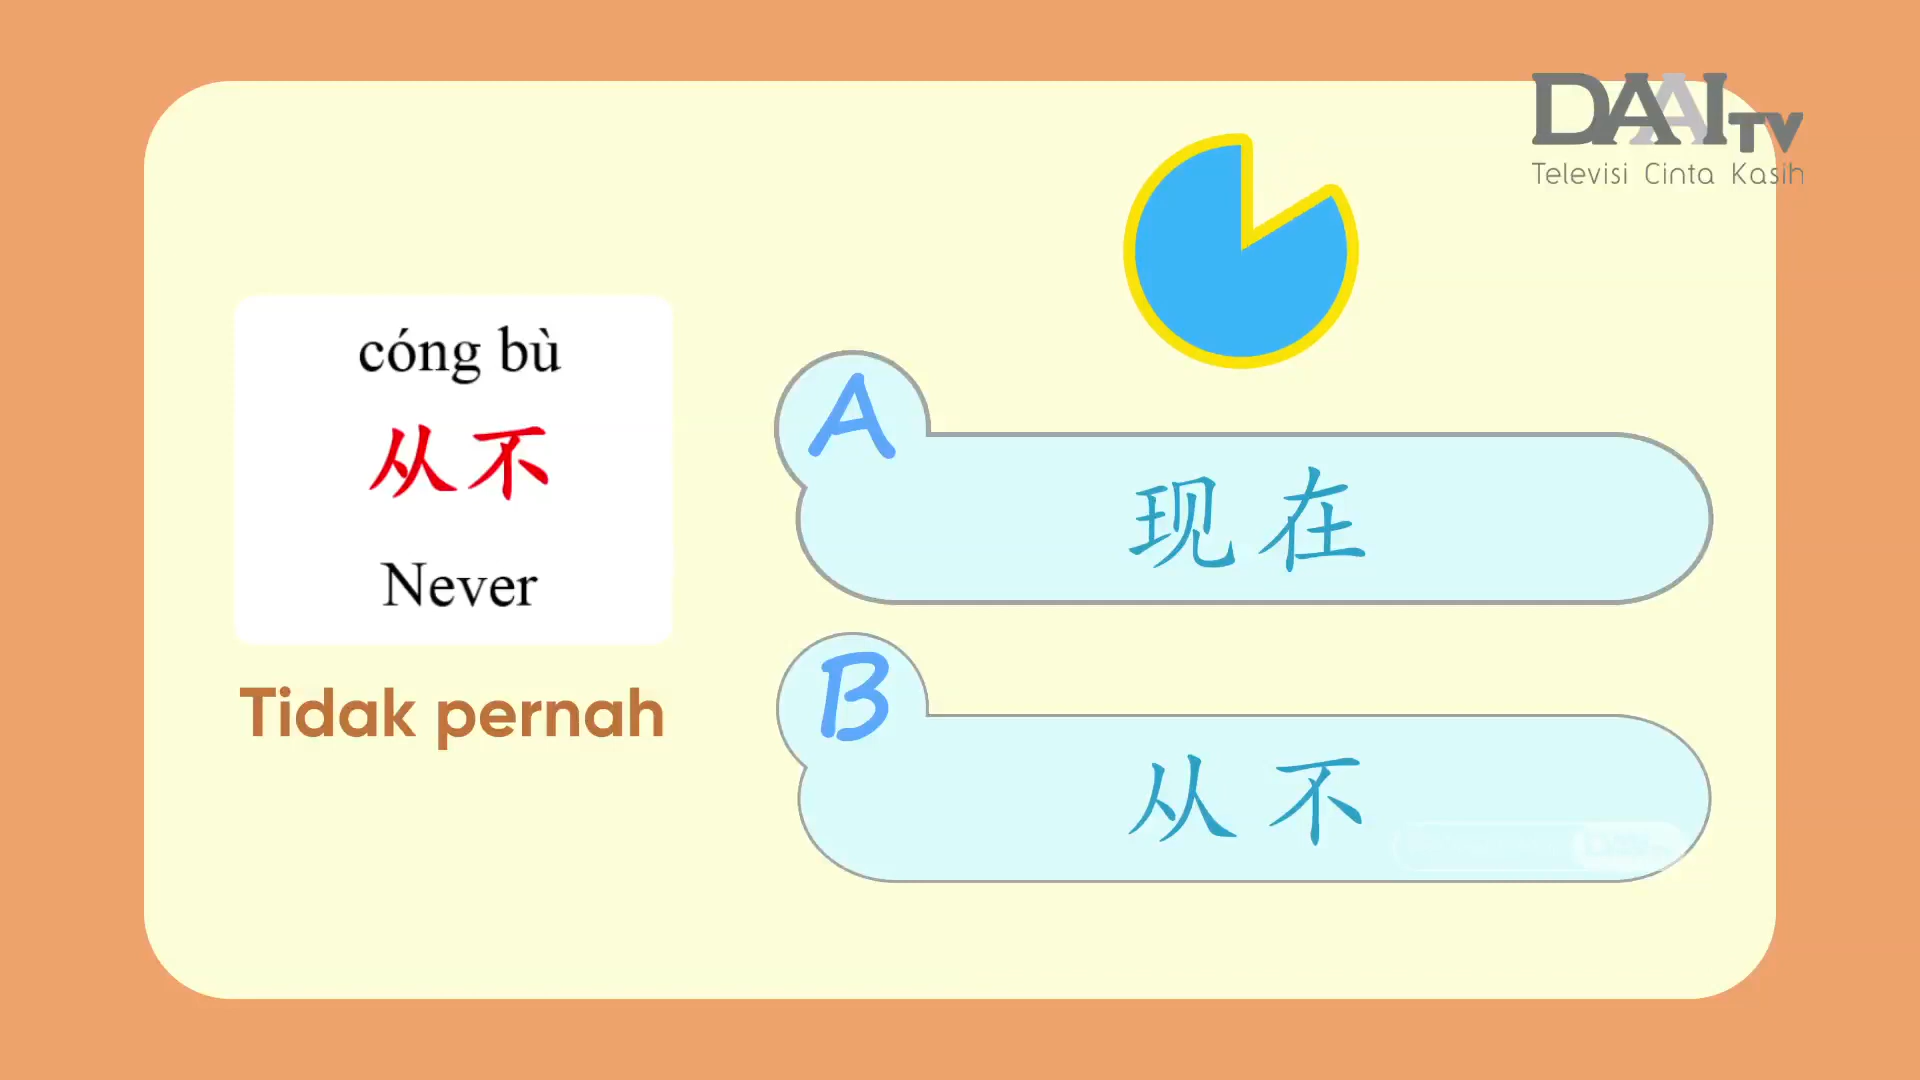 DAAI TV
Televisi Cinta Kasih
cóng bù
从不
Never
Tidak pernah
A
现在
B
从不